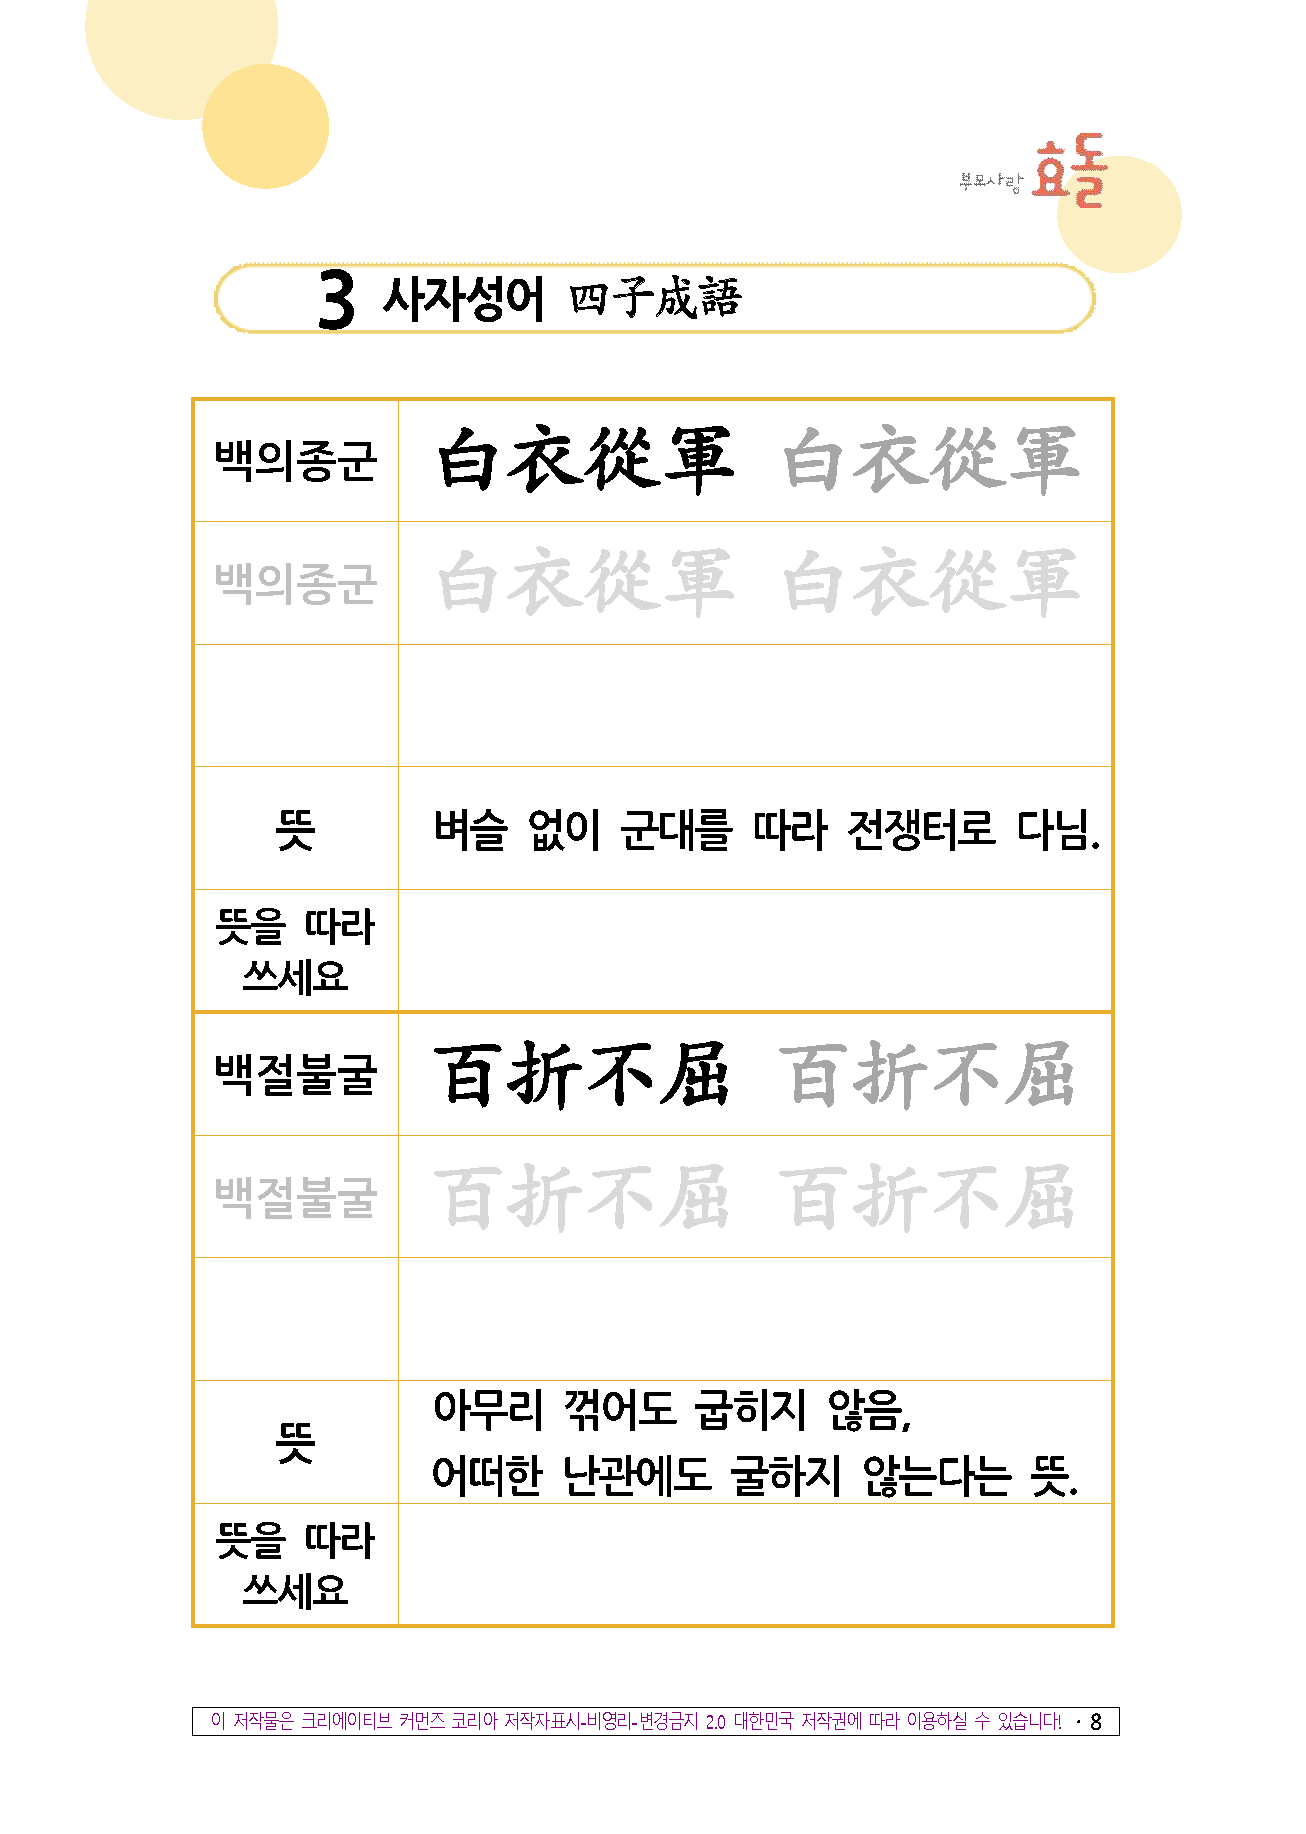 부모사랑 효돌
3 사자성어 四子成語
백의종군 白衣從軍 白衣從軍
백의종군 白衣從軍 白衣從軍
뜻 벼슬 없이 군대를 따라 전쟁터로 다님.
뜻을 따라
쓰세요
백절불굴 百折不屈 百折不屈
백절불굴 百折不屈 百折不屈
뜻 아무리 꺾어도 굽히지 않음,
어떠한 난관에도 굴하지 않는다는 뜻.
뜻을 따라
쓰세요
이 저작물은 크리에이티브 커먼즈 코리아 저작자표시-비영리-변경금지 2.0 대한민국 저작권에 따라 이용하실 수 있습니다! · 8